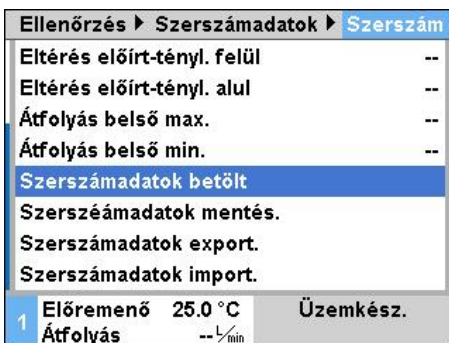 Ellenőrzés ▶ Szerszámadatok ▶ Szerszám
Eltérés előírt-tényl. felül --
Eltérés előírt-tényl. alul --
Átfolyás belső max. --
Átfolyás belső min. --
Szerszámadatok betölt
Szerszéámadatok mentés.
Szerszámadatok export.
Szerszámadatok import.
1 Előremenő 25.0 °C Üzemkész.
Átfolyás -- L/min